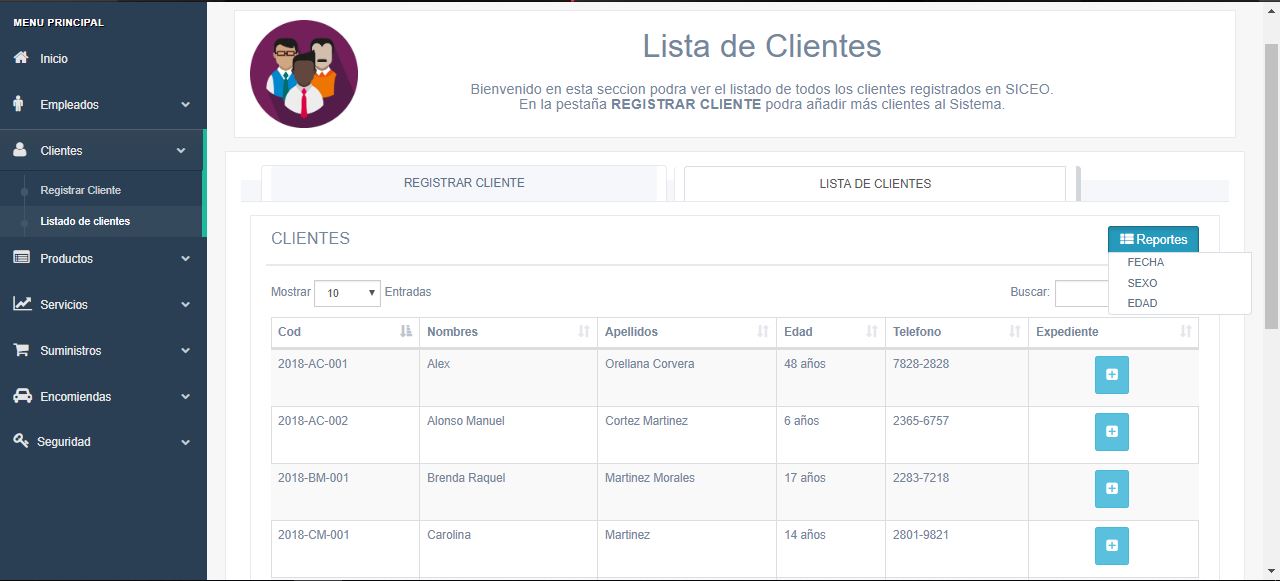 MENU PRINCIPAL
Inicio
Empleados
Clientes
Registrar Cliente
Listado de clientes
Productos
Servicios
Suministros
Encomiendas
Seguridad
Lista de Clientes
Bienvenido en esta seccion podra ver el listado de todos los clientes registrados en SICEO.
En la pestaña REGISTRAR CLIENTE podra añadir más clientes al Sistema.
REGISTRAR CLIENTE LISTA DE CLIENTES
CLIENTES Reportes
FECHA
SEXO
EDAD
Mostrar 10 Entradas Buscar:
Cod Nombres Apellidos Edad Telefono Expediente
2018-AC-001 Alex Orellana Corvera 48 años 7828-2828
2018-AC-002 Alonso Manuel Cortez Martinez 6 años 2365-6757
2018-BM-001 Brenda Raquel Martinez Morales 17 años 2283-7218
2018-CM-001 Carolina Martinez 14 años 2801-9821